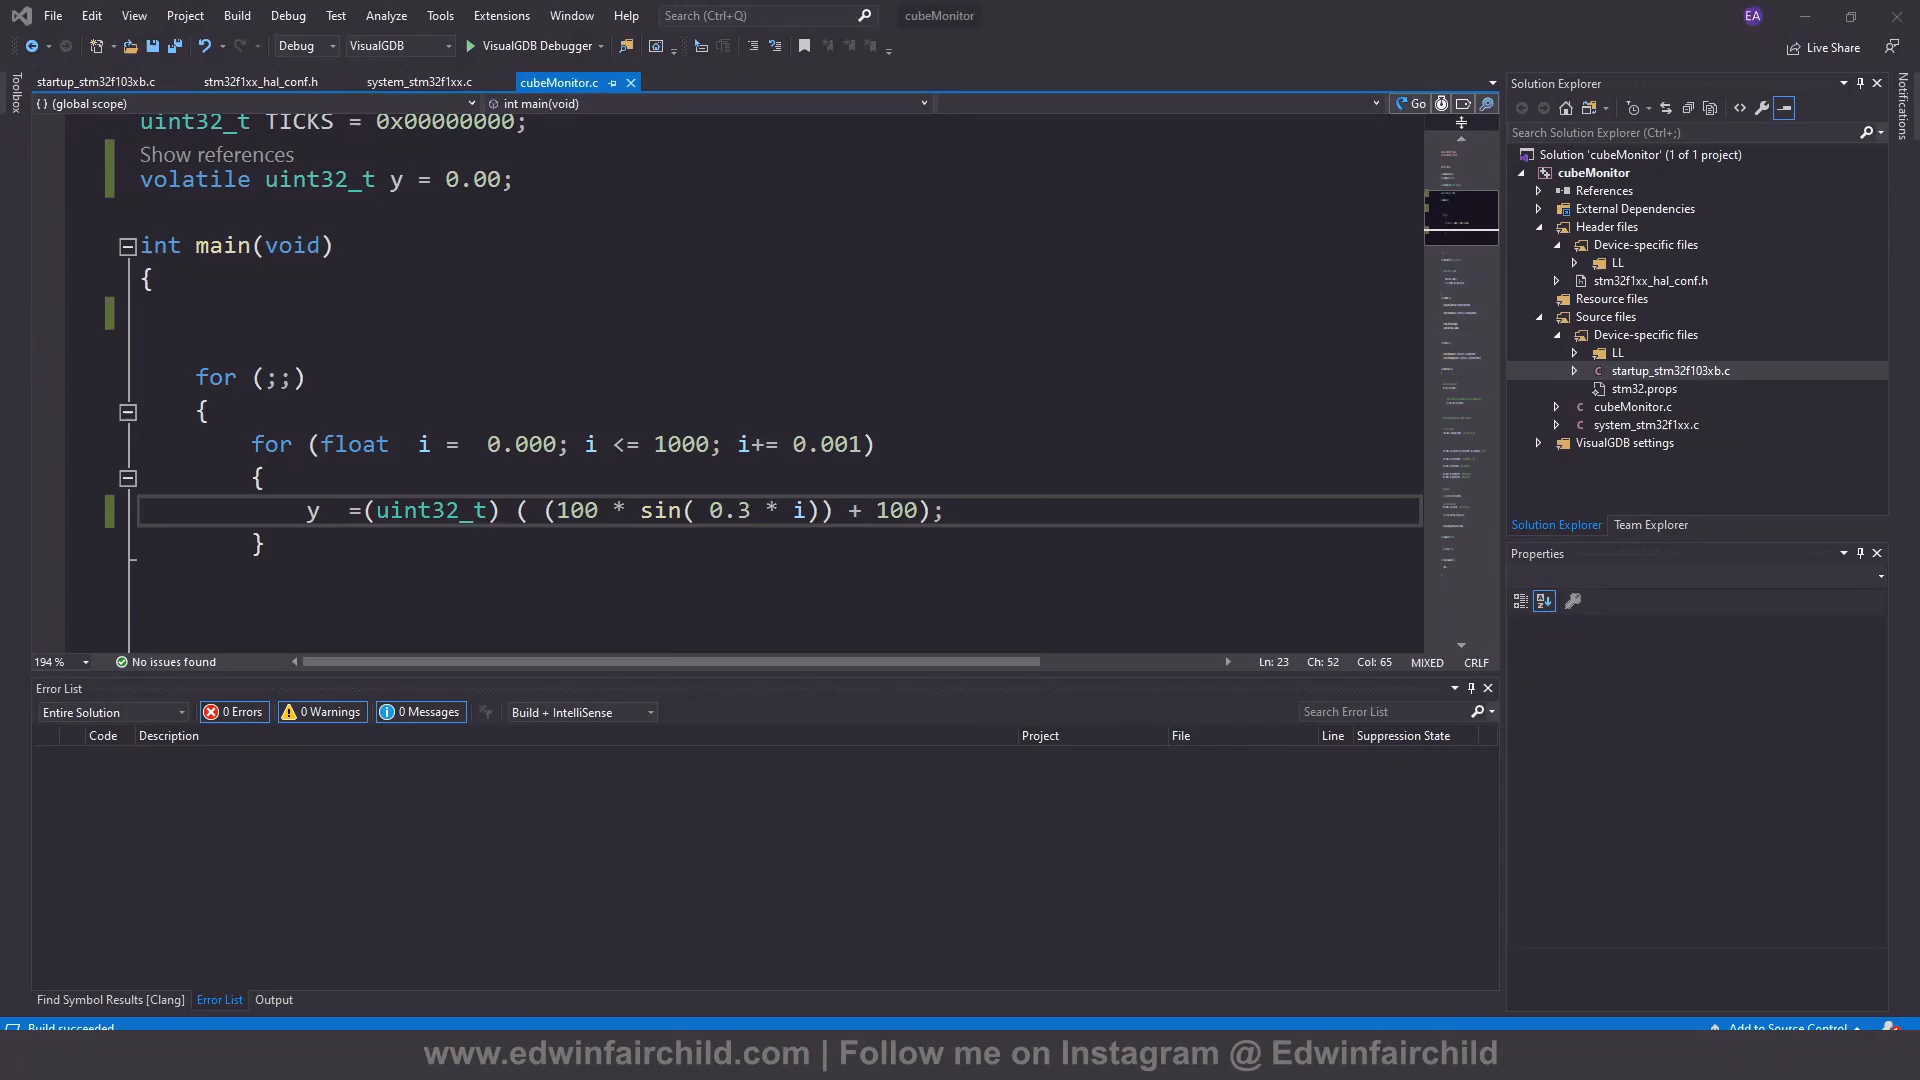 File Edit View Project Build Debug Test Analyze Tools Extensions Window Help Search (Ctrl+Q) cubeMonitor EA
Debug VisualGDB VisualGDB Debugger Live Share
Toolbox
startup_stm32f103xb.c stm32f1xx_hal_conf.h system_stm32f1xx.c cubeMonitor.c
{ } (global scope) int main(void) Go
uint32_t TICKS = 0x00000000;
Show references
volatile uint32_t y = 0.00;
int main(void)
{
for (;;)
{
for (float i = 0.000; i <= 1000; i+= 0.001)
{
y =(uint32_t) ( (100 * sin( 0.3 * i)) + 100);
}
194 % No issues found Ln: 23 Ch: 52 Col: 65 MIXED CRLF
Error List
Entire Solution 0 Errors 0 Warnings 0 Messages Build + IntelliSense Search Error List
Code Description Project File Line Suppression State
Find Symbol Results [Clang] Error List Output
Solution Explorer
Search Solution Explorer (Ctrl+;)
Solution 'cubeMonitor' (1 of 1 project)
cubeMonitor
References
External Dependencies
Header files
Device-specific files
LL
stm32f1xx_hal_conf.h
Resource files
Source files
Device-specific files
LL
startup_stm32f103xb.c
stm32.props
cubeMonitor.c
system_stm32f1xx.c
VisualGDB settings
Solution Explorer Team Explorer
Properties
Notifications
Build succeeded Add to Source Control
www.edwinfairchild.com | Follow me on Instagram @ Edwinfairchild